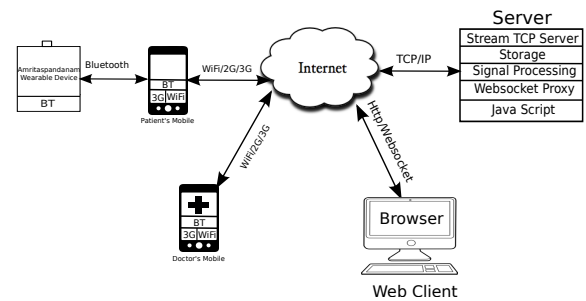 Server
Stream TCP Server
Storage
Signal Processing
Websocket Proxy
Java Script
Amritaspandanam
Wearable Device
BT
Bluetooth
BT
3G WiFi
Patient's Mobile
WiFi/2G/3G
Internet
TCP/IP
WiFi/2G/3G
Http/Websocket
BT
3G WiFi
Doctor's Mobile
Browser
Web Client